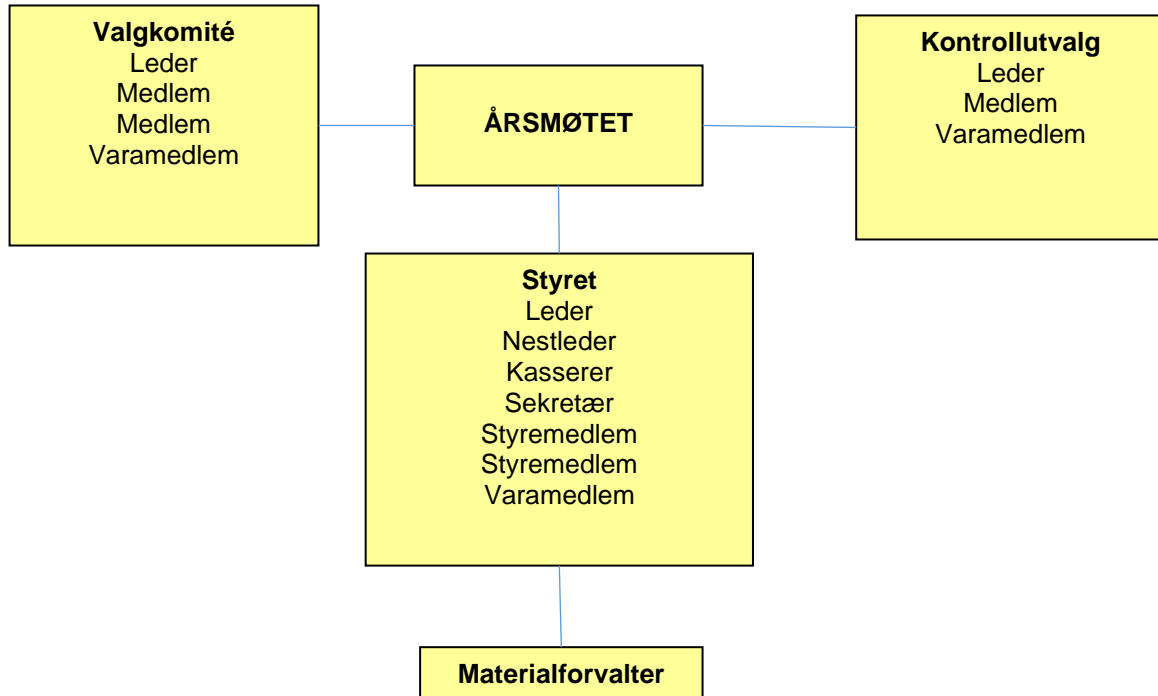 Valgkomité
Leder
Medlem
Medlem
Varamedlem
ÅRSMØTET
Kontrollutvalg
Leder
Medlem
Varamedlem
Styret
Leder
Nestleder
Kasserer
Sekretær
Styremedlem
Styremedlem
Varamedlem
Materialforvalter